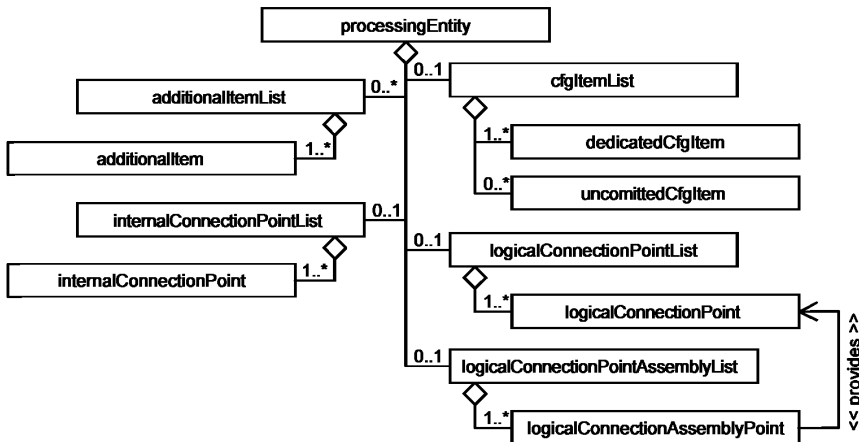 processingEntity
0..*
0..1
additionalItemList
cfgItemList
additionalItem
1..*
1..*
dedicatedCfgItem
0..*
uncomittedCfgItem
internalConnectionPointList
0..1
0..1
logicalConnectionPointList
internalConnectionPoint
1..*
1..*
logicalConnectionPoint
0..1
logicalConnectionPointAssemblyList
1..*
logicalConnectionAssemblyPoint
<< provides >>